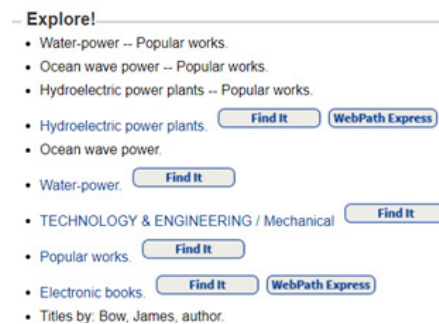 Explore!
• Water-power -- Popular works.
• Ocean wave power -- Popular works.
• Hydroelectric power plants -- Popular works.
• Hydroelectric power plants. Find It WebPath Express
• Ocean wave power.
• Water-power. Find It
• TECHNOLOGY & ENGINEERING / Mechanical Find It
• Popular works. Find It
• Electronic books. Find It WebPath Express
• Titles by: Bow, James, author.